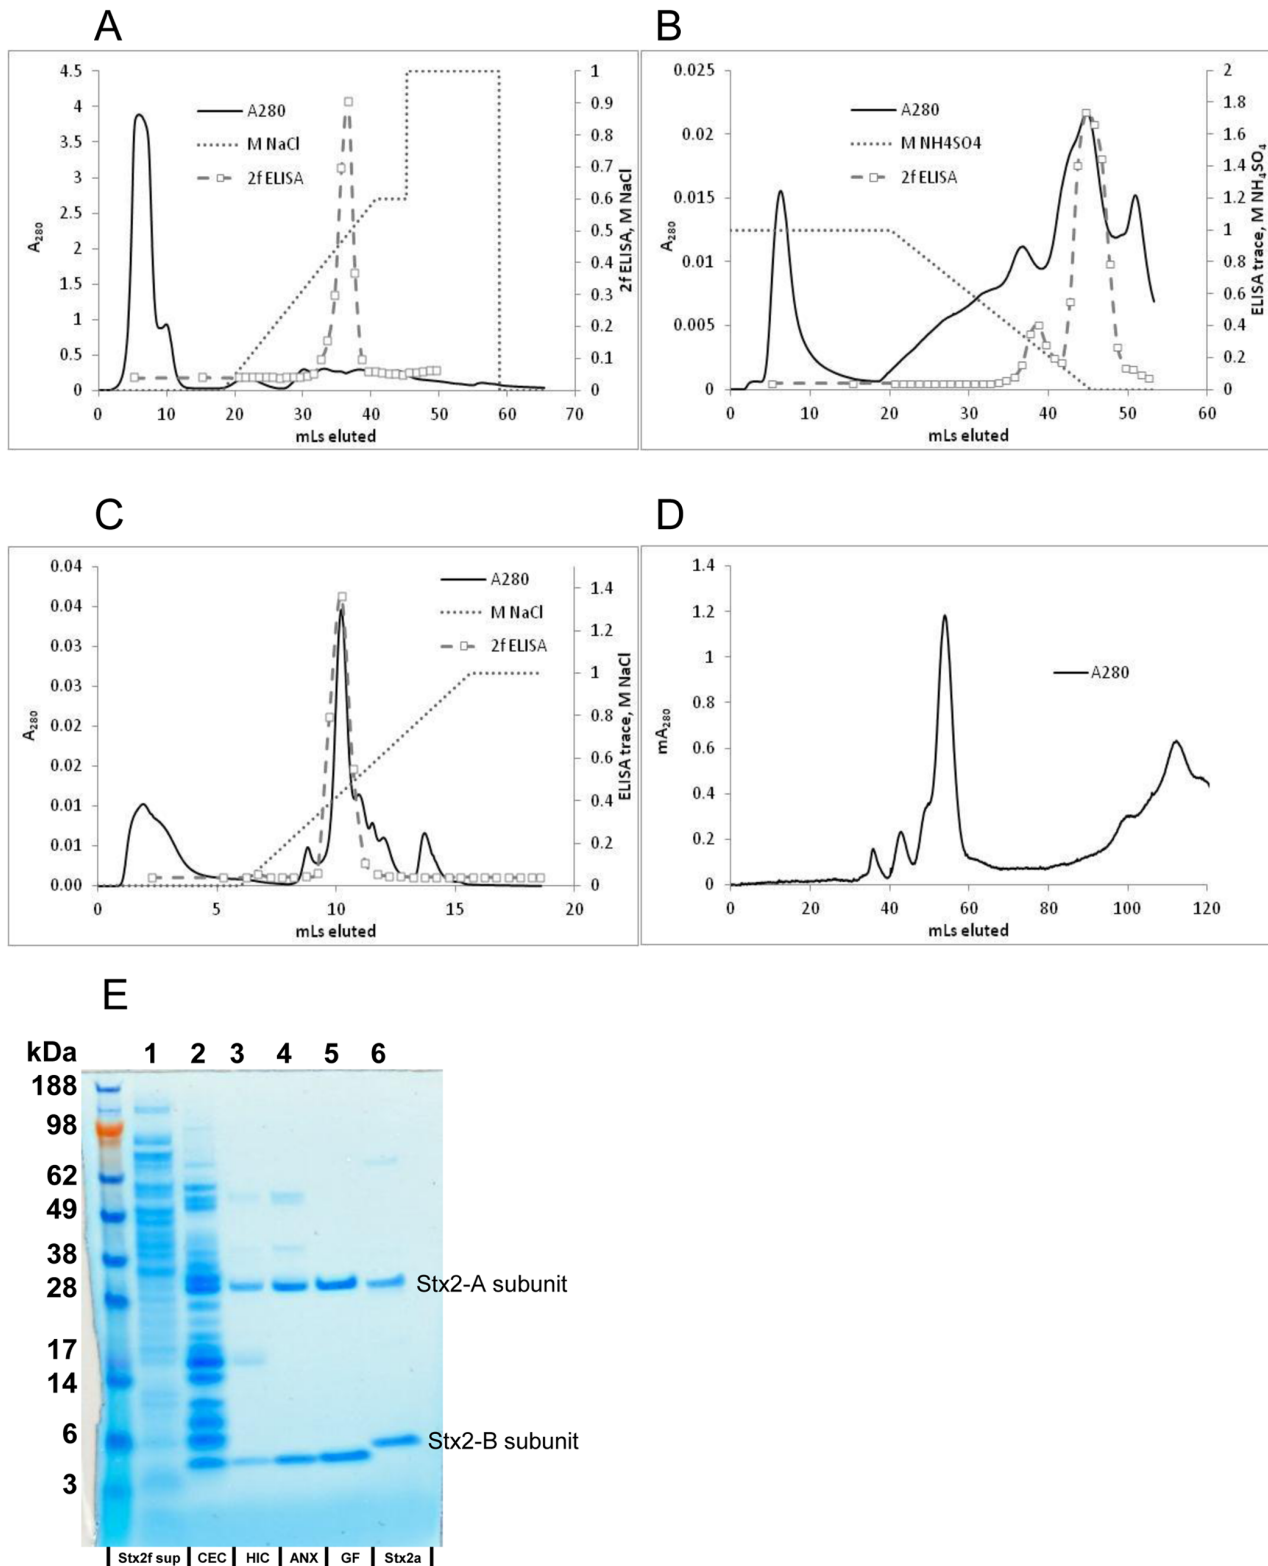 A
4.5
4
3.5
3
2.5
2
1.5
1
0.5
0
A280
A280
M NaCl
2f ELISA
1
0.9
0.8
0.7
0.6
0.5
0.4
0.3
0.2
0.1
0
2f ELISA, M NaCl
0 10 20 30 40 50 60 70
mLs eluted
B
0.025
0.02
0.015
0.01
0.005
0
A280
A280
M NH4SO4
2f ELISA
2
1.8
1.6
1.4
1.2
1
0.8
0.6
0.4
0.2
0
ELISA trace, M NH4SO4
0 10 20 30 40 50 60
mLs eluted
C
0.04
0.04
0.03
0.03
0.02
0.02
0.01
0.01
0.00
A280
A280
M NaCl
2f ELISA
1.4
1.2
1
0.8
0.6
0.4
0.2
0
ELISA trace, M NaCl
0 5 10 15 20
mLs eluted
D
1.4
1.2
1
0.8
0.6
0.4
0.2
0
mA280
A280
0 20 40 60 80 100 120
mLs eluted
E
kDa 1 2 3 4 5 6
188
98
62
49
38
28
17
14
6
3
Stx2-A subunit
Stx2-B subunit
Stx2f sup CEC HIC ANX GF Stx2a